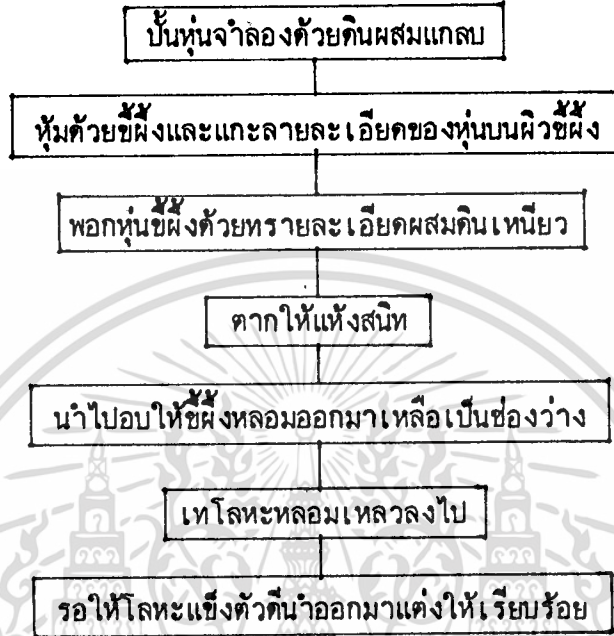 ปั้นหุ่นจำลองด้วยดินผสมแกลบ
หุ้มด้วยขี้ผึ้งและแกะลายละเอียดของหุ่นบนผิวขี้ผึ้ง
พอกหุ่นขี้ผึ้งด้วยทรายละเอียดผสมดินเหนียว
ตากให้แห้งสนิท
นำไปอบให้ขี้ผึ้งหลอมออกมาเหลือเป็นช่องว่าง
เทโลหะหลอมเหลวลงไป
รอให้โลหะแข็งตัวดีนำออกมาแต่งให้เรียบร้อย